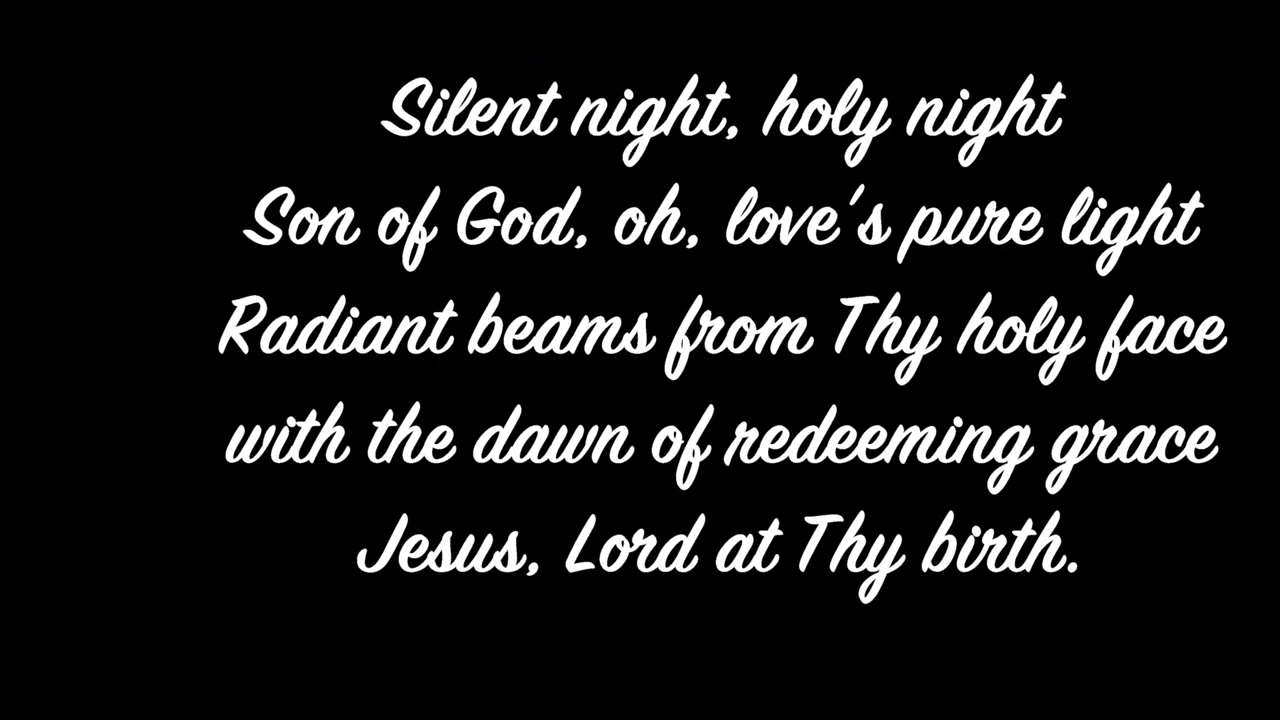 Silent night, holy night
Son of God, oh, love's pure light
Radiant beams from Thy holy face
with the dawn of redeeming grace
Jesus, Lord at Thy birth.